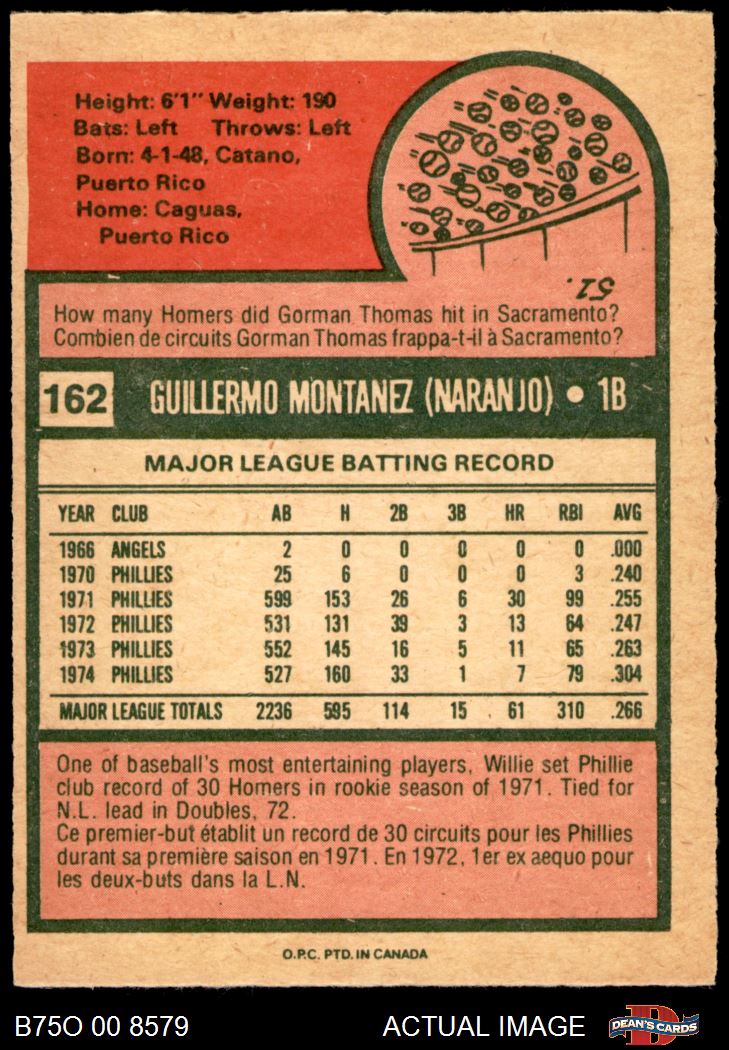 Height: 6'1" Weight: 190
Bats: Left Throws: Left
Born: 4-1-48, Catano,
Puerto Rico
Home: Caguas,
Puerto Rico
51.
How many Homers did Gorman Thomas hit in Sacramento?
Combien de circuits Gorman Thomas frappa-t-il à Sacramento?
162 GUILLERMO MONTANEZ (NARANJO) • 1B
MAJOR LEAGUE BATTING RECORD
YEAR CLUB AB H 2B 3B HR RBI AVG
1966 ANGELS 2 0 0 0 0 0 .000
1970 PHILLIES 25 6 0 0 0 3 .240
1971 PHILLIES 599 153 26 6 30 99 .255
1972 PHILLIES 531 131 39 3 13 64 .247
1973 PHILLIES 552 145 16 5 11 65 .263
1974 PHILLIES 527 160 33 1 7 79 .304
MAJOR LEAGUE TOTALS 2236 595 114 15 61 310 .266
One of baseball's most entertaining players, Willie set Phillie
club record of 30 Homers in rookie season of 1971. Tied for
N.L. lead in Doubles, 72.
Ce premier-but établit un record de 30 circuits pour les Phillies
durant sa première saison en 1971. En 1972, 1er ex aequo pour
les deux-buts dans la L.N.
O.P.C. PTD. IN CANADA
B75O 00 8579 ACTUAL IMAGE D DEAN'S CARDS